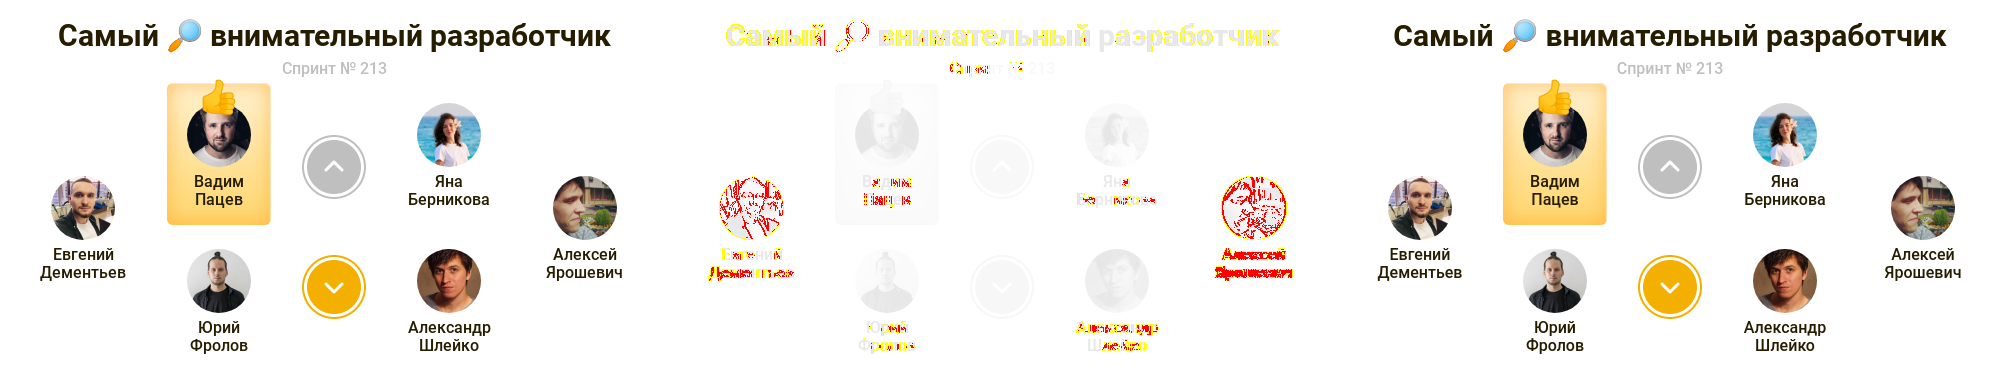 Самый 🔎 внимательный разработчик
Спринт № 213
Вадим
Пацев
Яна
Берникова
Евгений
Дементьев
Алексей
Ярошевич
Юрий
Фролов
Александр
Шлейко
Самый 🔎 внимательный разработчик
Спринт № 213
Вадим
Пацев
Яна
Берникова
Евгений
Дементьев
Алексей
Ярошевич
Юрий
Фролов
Александр
Шлейко
Самый 🔎 внимательный разработчик
Спринт № 213
Вадим
Пацев
Яна
Берникова
Евгений
Дементьев
Алексей
Ярошевич
Юрий
Фролов
Александр
Шлейко